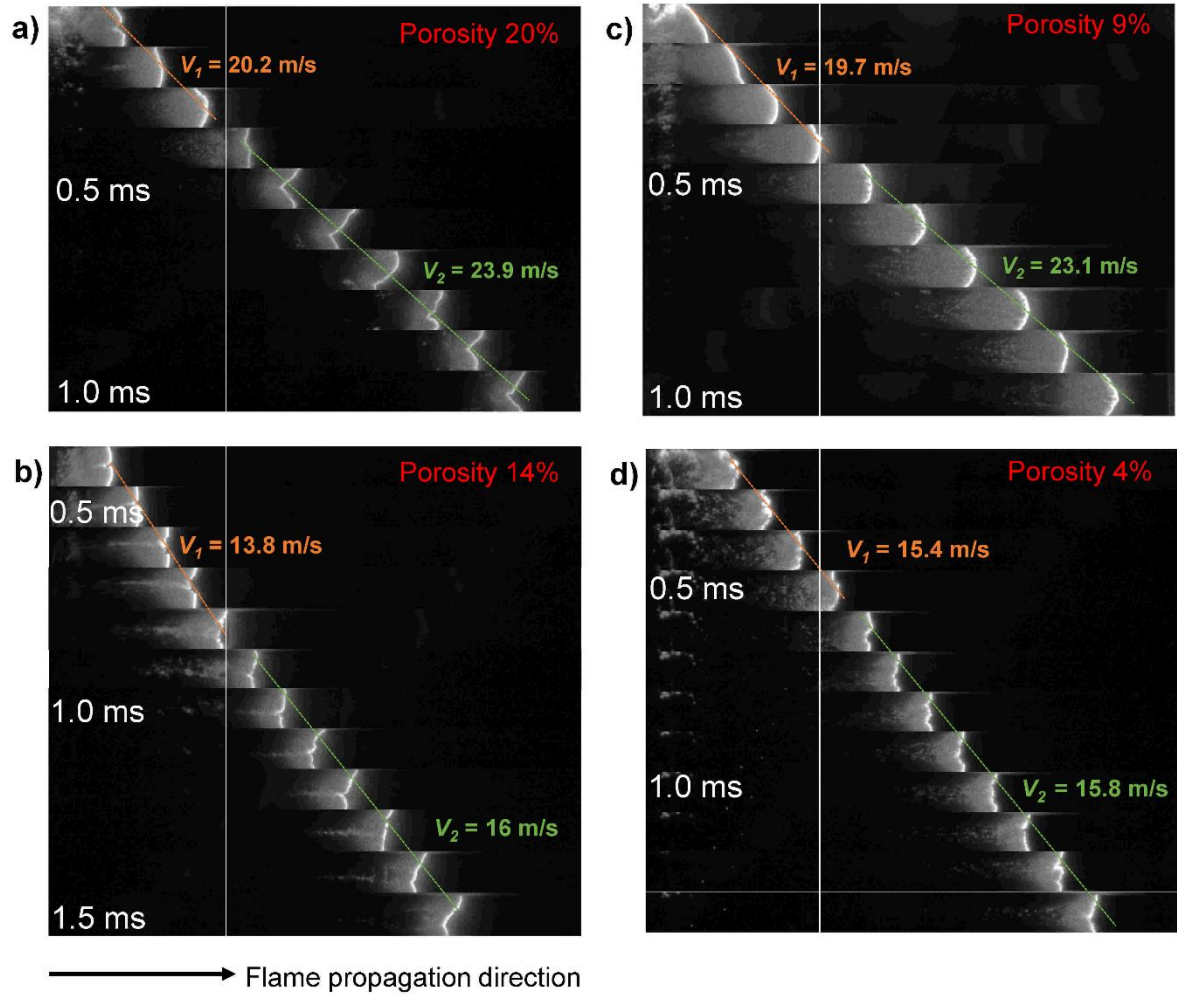 a)
Porosity 20%
V1 = 20.2 m/s
0.5 ms
V2 = 23.9 m/s
1.0 ms
c)
Porosity 9%
V1 = 19.7 m/s
0.5 ms
V2 = 23.1 m/s
1.0 ms
b)
Porosity 14%
0.5 ms
V1 = 13.8 m/s
1.0 ms
V2 = 16 m/s
1.5 ms
d)
Porosity 4%
V1 = 15.4 m/s
0.5 ms
1.0 ms
V2 = 15.8 m/s
Flame propagation direction